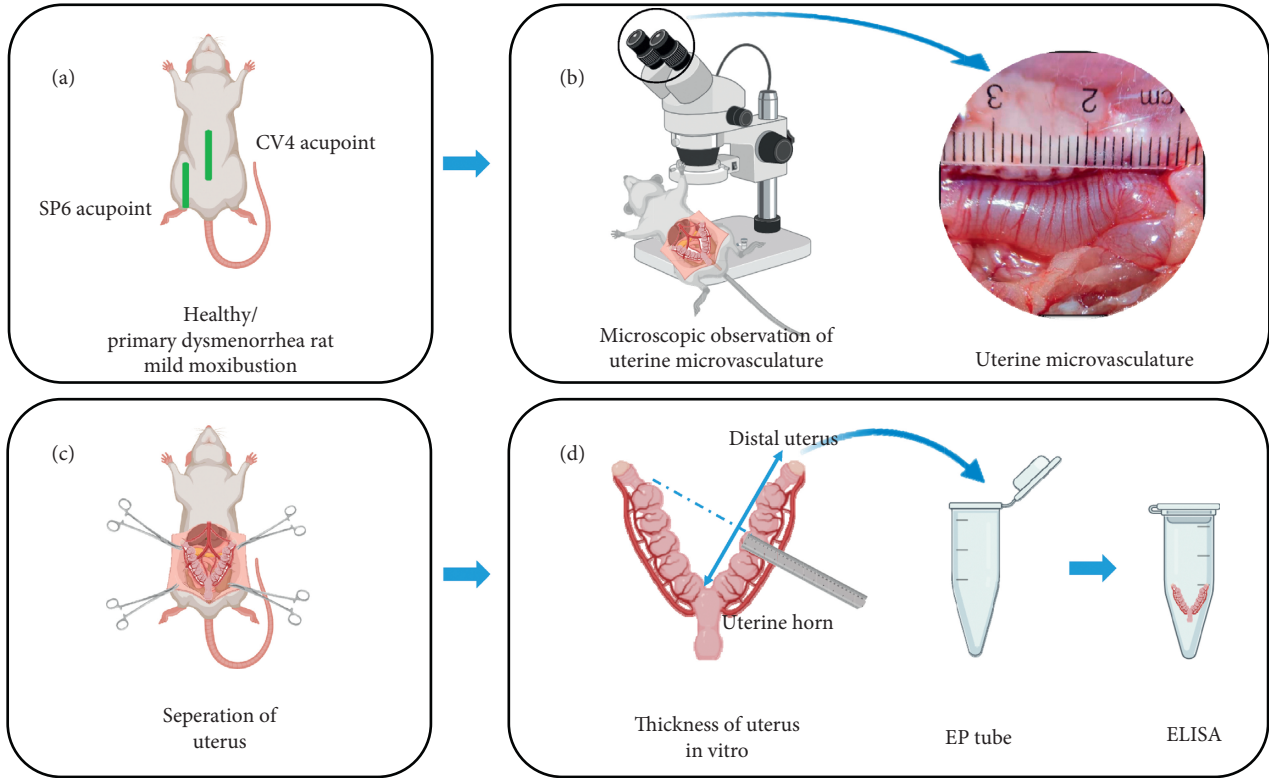 (a)
CV4 acupoint
SP6 acupoint
Healthy/
primary dysmenorrhea rat
mild moxibustion
(b)
3 2 cm
Microscopic observation of
uterine microvasculature
Uterine microvasculature
(c)
Seperation of
uterus
(d)
Distal uterus
Uterine horn
Thickness of uterus
in vitro
EP tube
ELISA